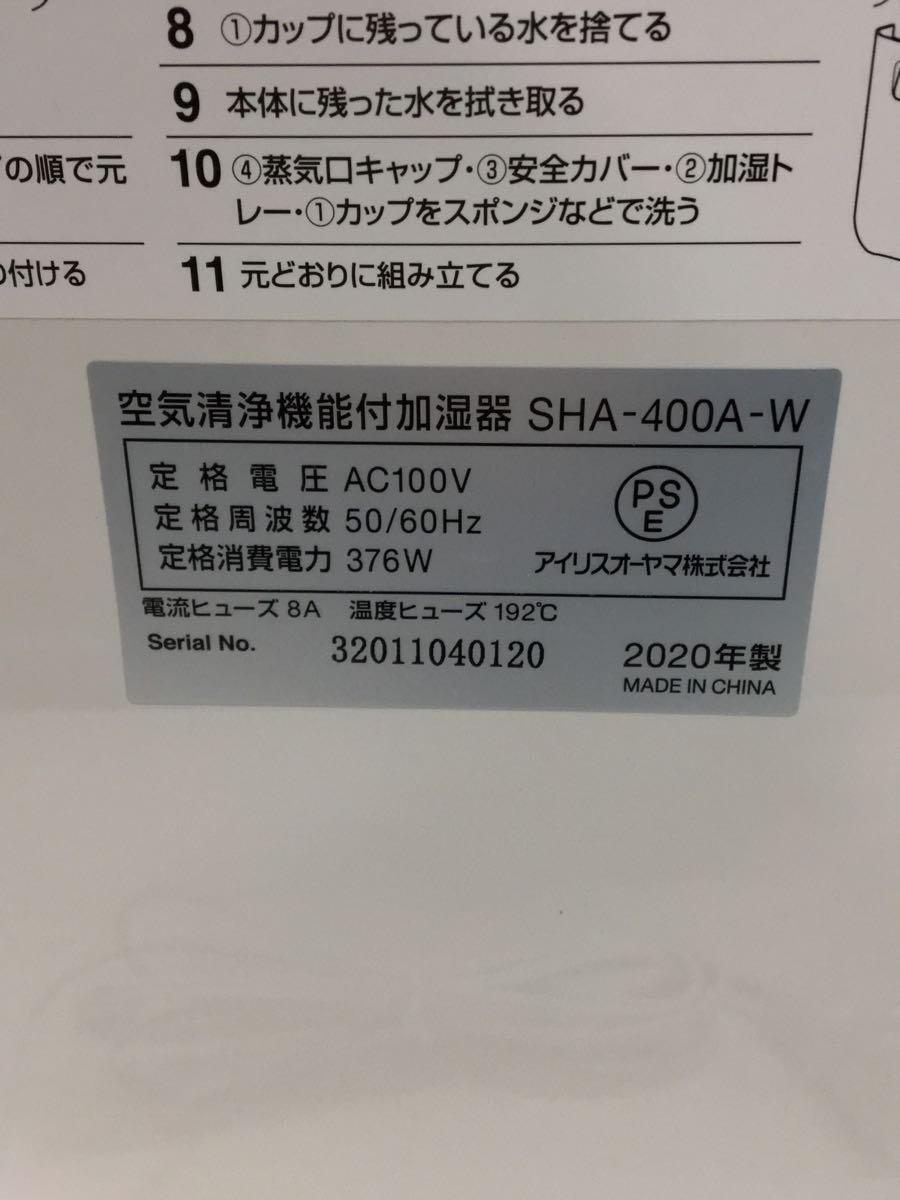 8 ①カップに残っている水を捨てる
9 本体に残った水を拭き取る
の順で元
10 ④蒸気口キャップ・③安全カバー・②加湿ト
レー・①カップをスポンジなどで洗う
付ける
11 元どおりに組み立てる
空気清浄機能付加湿器 SHA-400A-W
定格電圧 AC100V
定格周波数 50/60Hz
定格消費電力 376W
PS
E
アイリスオーヤマ株式会社
電流ヒューズ 8A 温度ヒューズ 192℃
Serial No. 32011040120
2020年製
MADE IN CHINA